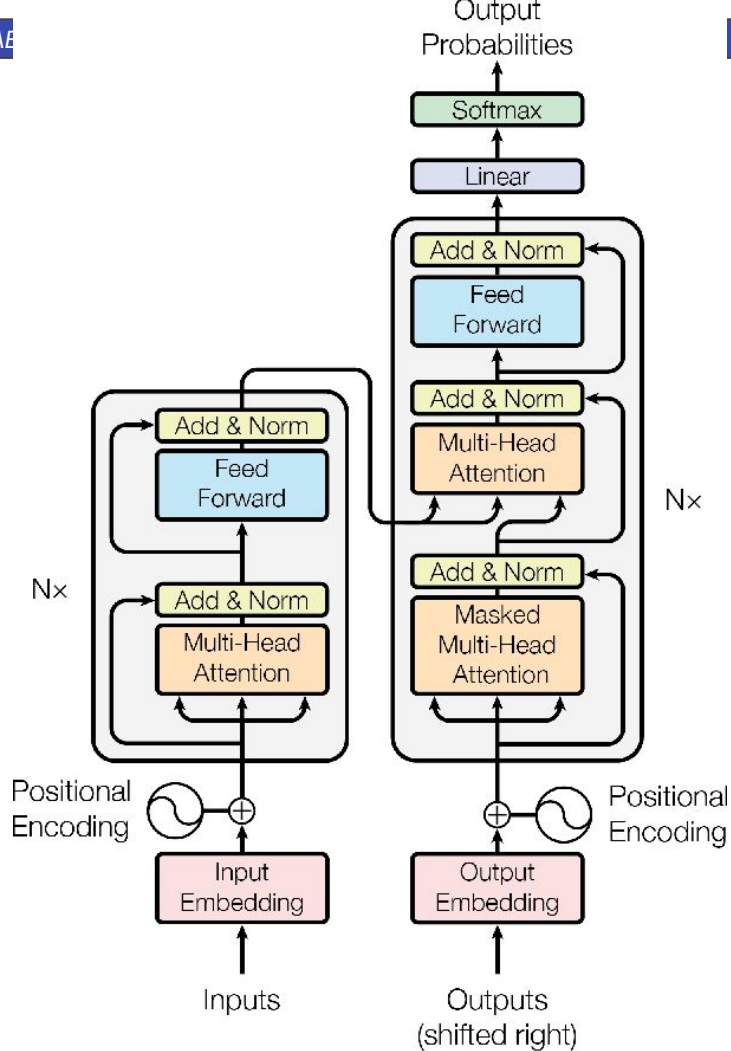 Output
Probabilities
Softmax
Linear
Add & Norm
Feed
Forward
Add & Norm
Multi-Head
Attention
Add & Norm
Masked
Multi-Head
Attention
Nx
Add & Norm
Feed
Forward
Add & Norm
Multi-Head
Attention
Nx
Positional
Encoding
Positional
Encoding
Input
Embedding
Output
Embedding
Inputs
Outputs
(shifted right)